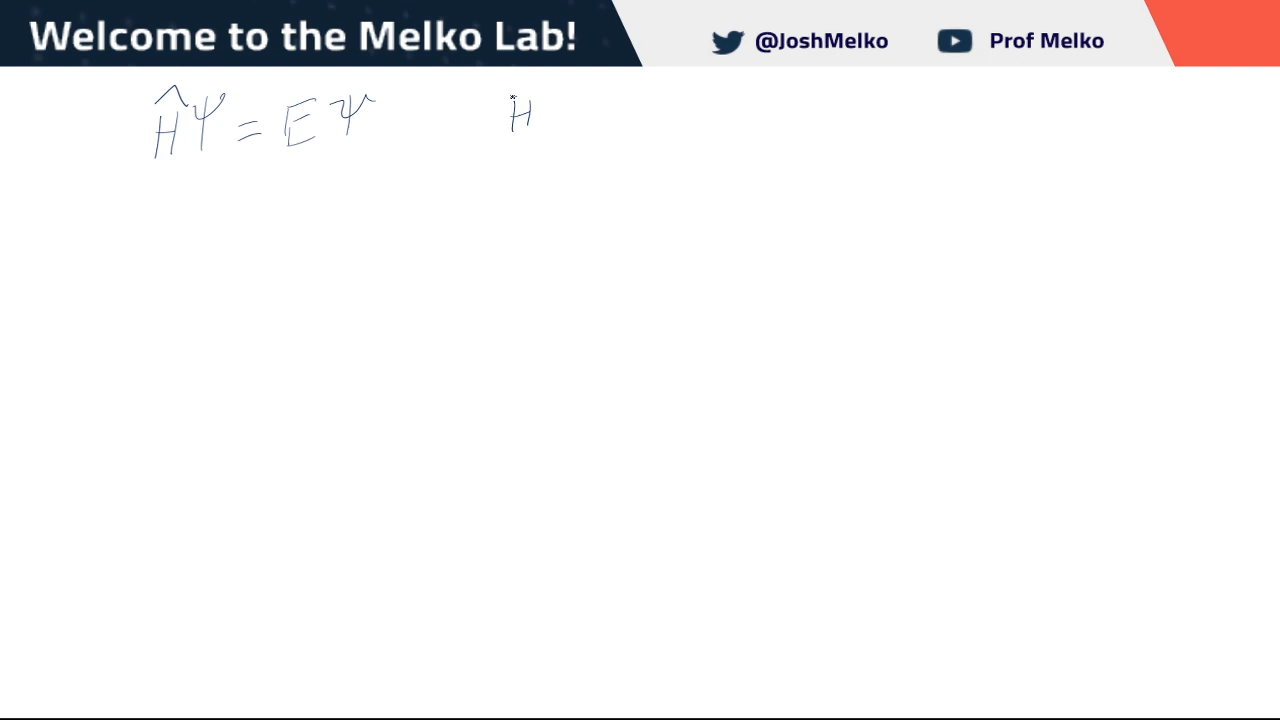 Welcome to the Melko Lab! @JoshMelko Prof Melko
ĤΨ = EΨ H